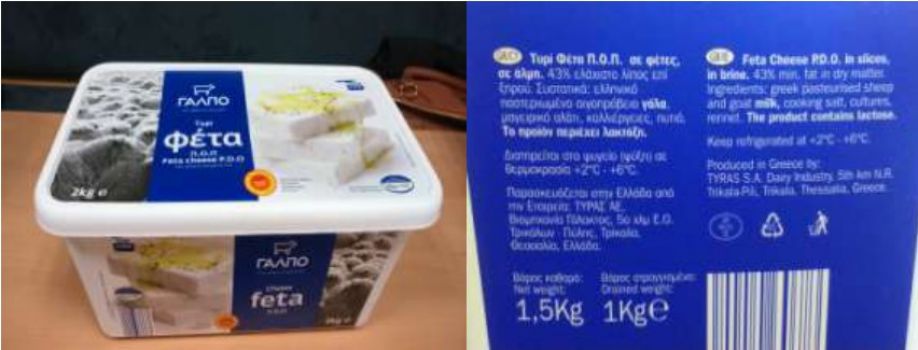 ΓΑΛΠΟ
Τυρί
φέτα
Π.Ο.Π
Feta cheese P.D.O
2kg e
ΓΑΛΠΟ
cheese
feta
P.D.O
2kg e
GR Τυρί Φέτα Π.Ο.Π. σε φέτες,
σε άλμη. 43% ελάχιστο λίπος επί
ξηρού. Συστατικά: ελληνικό
παστεριωμένο αιγοπρόβειο γάλα,
μαγειρικό αλάτι, καλλιέργειες, πυτιά.
Το προϊόν περιέχει λακτόζη.
Διατηρείται στο ψυγείο (ψύξη) σε
θερμοκρασία +2°C - +6°C.
Παρασκευάζεται στην Ελλάδα από
την Εταιρεία: ΤΥΡΑΣ ΑΕ,
Βιομηχανία Γάλακτος, 5ο χλμ Ε.Ο.
Τρικάλων - Πύλης, Τρίκαλα,
Θεσσαλία, Ελλάδα.
Βάρος καθαρό:
Net weight:
1,5Kg
Βάρος στραγγισμένο:
Drained weight:
1Kg e
GB Feta Cheese P.D.O. in slices,
in brine. 43% min. fat in dry matter.
Ingredients: greek pasteurised sheep
and goat milk, cooking salt, cultures,
rennet. The product contains lactose.
Keep refrigerated at +2°C - +6°C.
Produced in Greece by:
TYRAS S.A. Dairy Industry, 5th km N.R.
Trikala-Pili, Trikala, Thessalia, Greece.